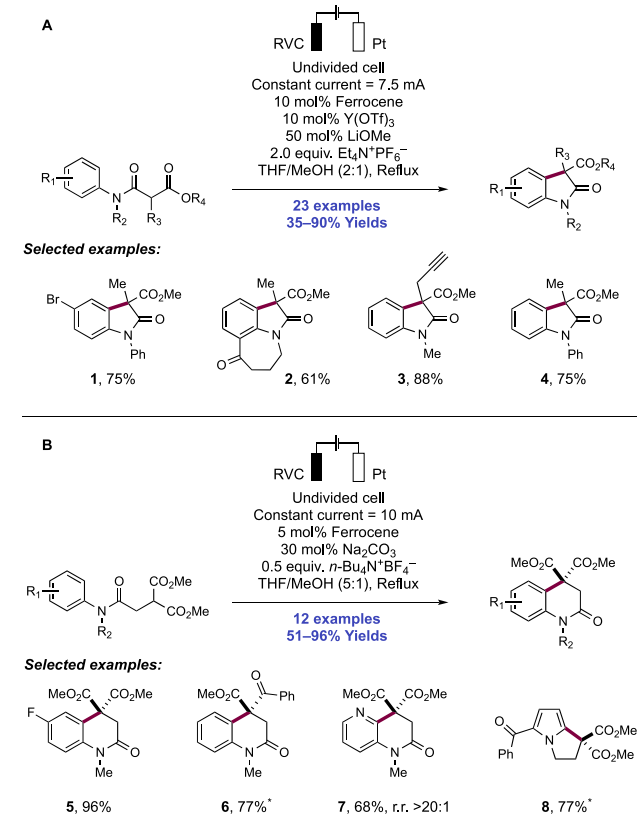 A
RVC
Pt
Undivided cell
Constant current = 7.5 mA
10 mol% Ferrocene
10 mol% Y(OTf)3
50 mol% LiOMe
2.0 equiv. Et4N+PF6–
THF/MeOH (2:1), Reflux
23 examples
35–90% Yields
R1
N
R2
O
R3
O
OR4
R1
R3
O
OR4
O
N
R2
Selected examples:
Br
Me
CO2Me
O
N
Ph
1, 75%
Me
CO2Me
O
N
O
2, 61%
CO2Me
O
N
Me
3, 88%
Me
CO2Me
O
N
Ph
4, 75%
B
RVC
Pt
Undivided cell
Constant current = 10 mA
5 mol% Ferrocene
30 mol% Na2CO3
0.5 equiv. n-Bu4N+BF4–
THF/MeOH (5:1), Reflux
12 examples
51–96% Yields
R1
N
R2
O
CO2Me
CO2Me
MeO2C
CO2Me
R1
N
O
R2
Selected examples:
MeO2C
CO2Me
F
N
O
Me
5, 96%
MeO2C
O
Ph
N
O
Me
6, 77%*
MeO2C
CO2Me
N
N
O
Me
7, 68%, r.r. >20:1
O
Ph
N
CO2Me
CO2Me
8, 77%*